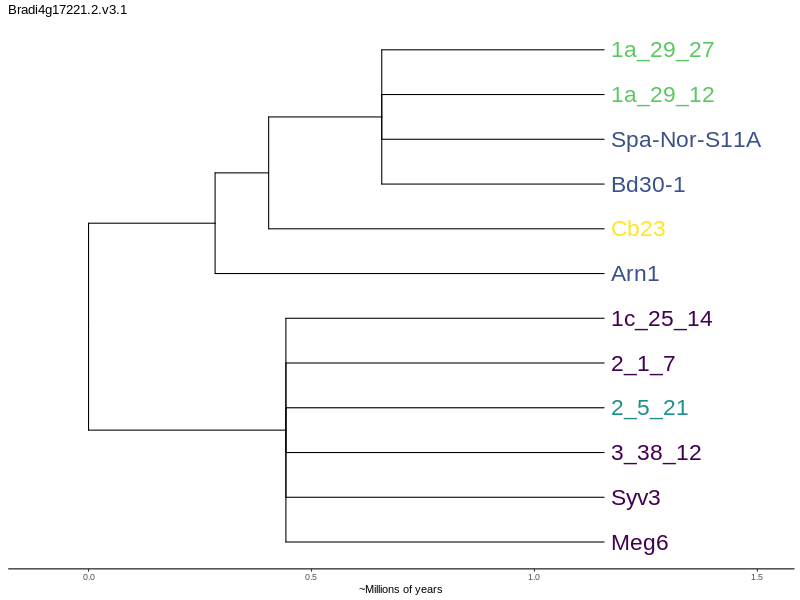 Bradi4g17221.2.v3.1
1a_29_27
1a_29_12
Spa-Nor-S11A
Bd30-1
Cb23
Arn1
1c_25_14
2_1_7
2_5_21
3_38_12
Syv3
Meg6
0.0 0.5 1.0 1.5
~Millions of years